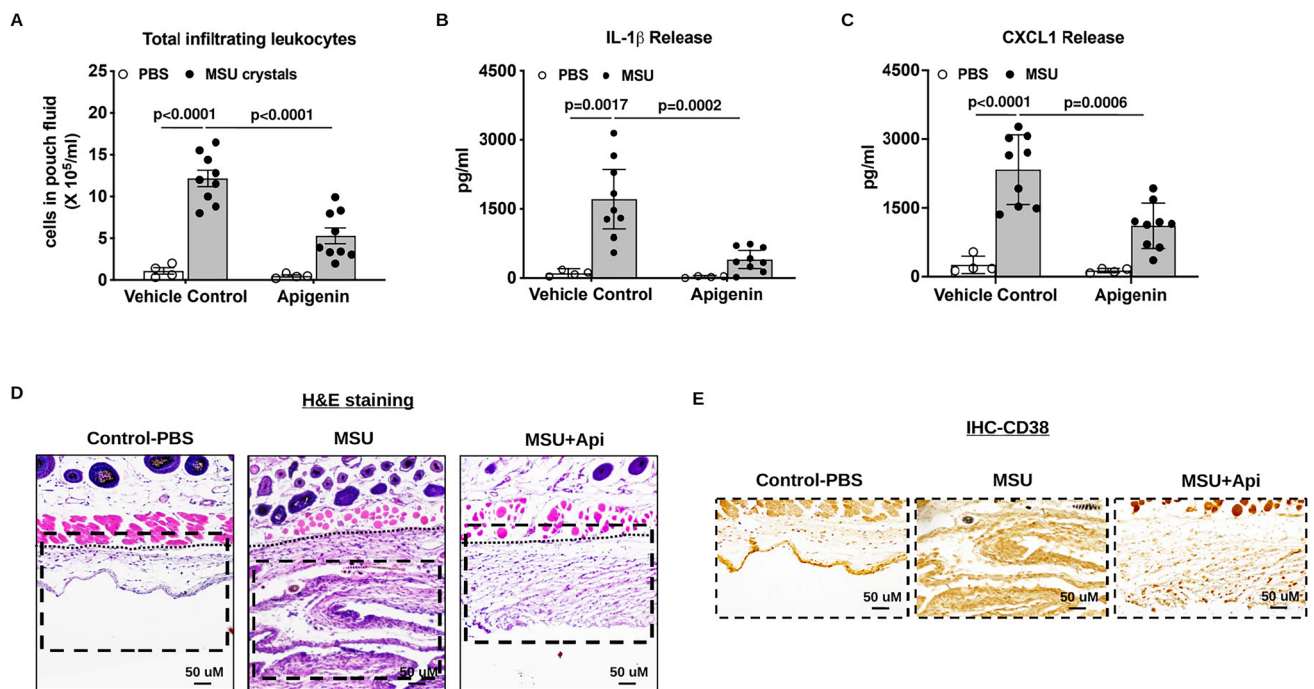 A
Total infiltrating leukocytes
PBS MSU crystals
p<0.0001 p<0.0001
cells in pouch fluid
(X 10⁵/ml)
25
20
15
10
5
0
Vehicle Control Apigenin
B
IL-1β Release
PBS MSU
p=0.0017 p=0.0002
pg/ml
4500
3000
1500
0
Vehicle Control Apigenin
C
CXCL1 Release
PBS MSU
p<0.0001 p=0.0006
pg/ml
4500
3000
1500
0
Vehicle Control Apigenin
D
H&E staining
Control-PBS MSU MSU+Api
50 uM 50 uM 50 uM
E
IHC-CD38
Control-PBS MSU MSU+Api
50 uM 50 uM 50 uM